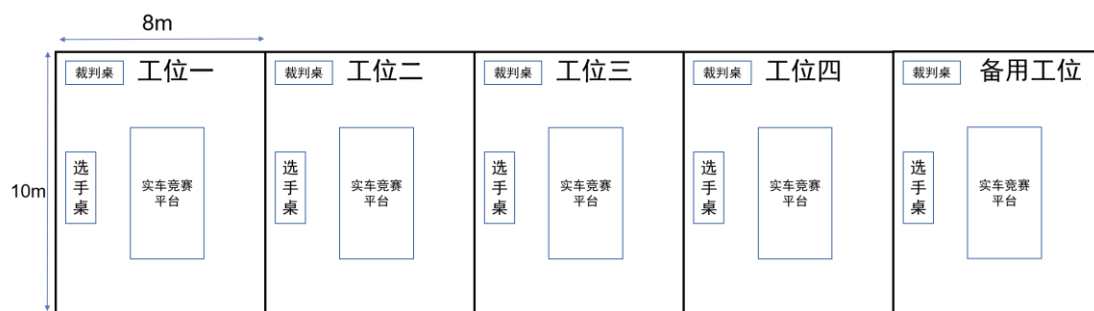 8m
10m
裁判桌
工位一
选
手
桌
实车竞赛
平台
裁判桌
工位二
选
手
桌
实车竞赛
平台
裁判桌
工位三
选
手
桌
实车竞赛
平台
裁判桌
工位四
选
手
桌
实车竞赛
平台
裁判桌
备用工位
选
手
桌
实车竞赛
平台